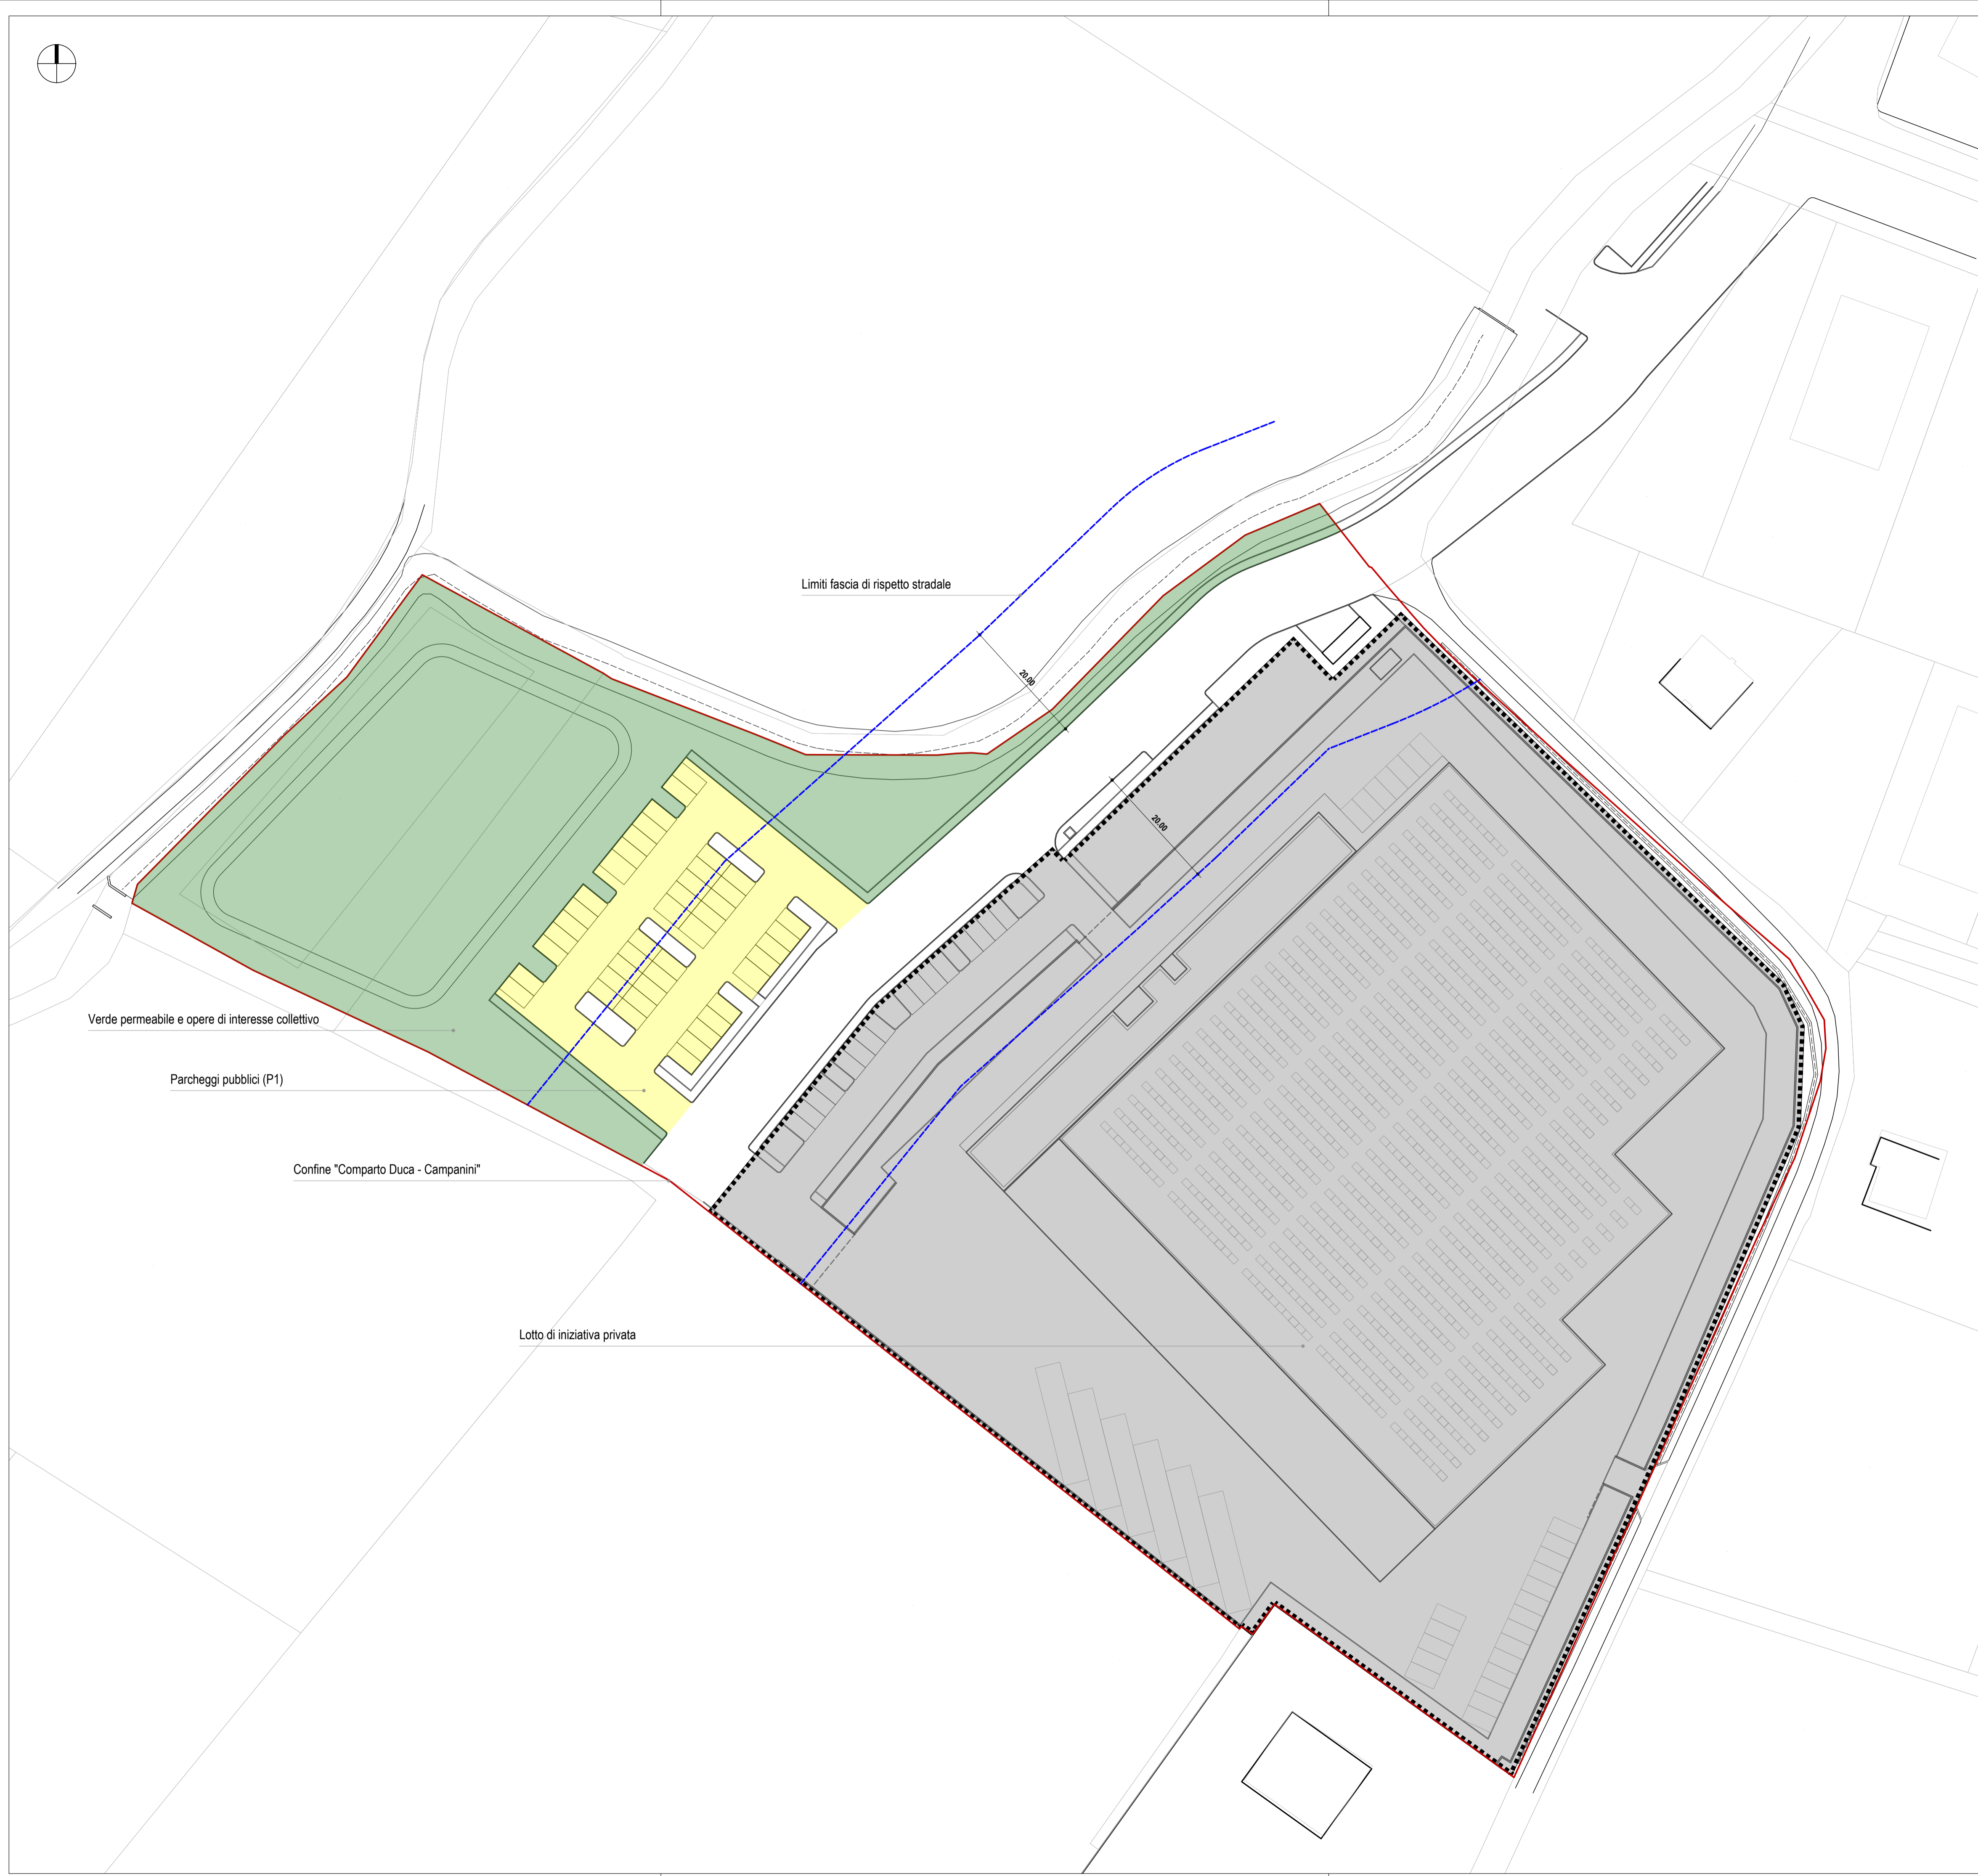 Limiti fascia di rispetto stradale
20.00
20.00
Verde permeabile e opere di interesse collettivo
Parcheggi pubblici (P1)
Confine "Comparto Duca - Campanini"
Lotto di iniziativa privata